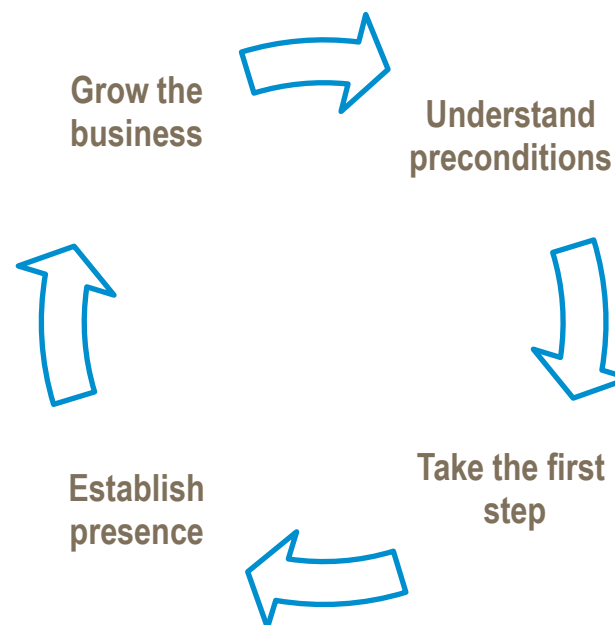 Grow the
business
Understand
preconditions
Take the first
step
Establish
presence